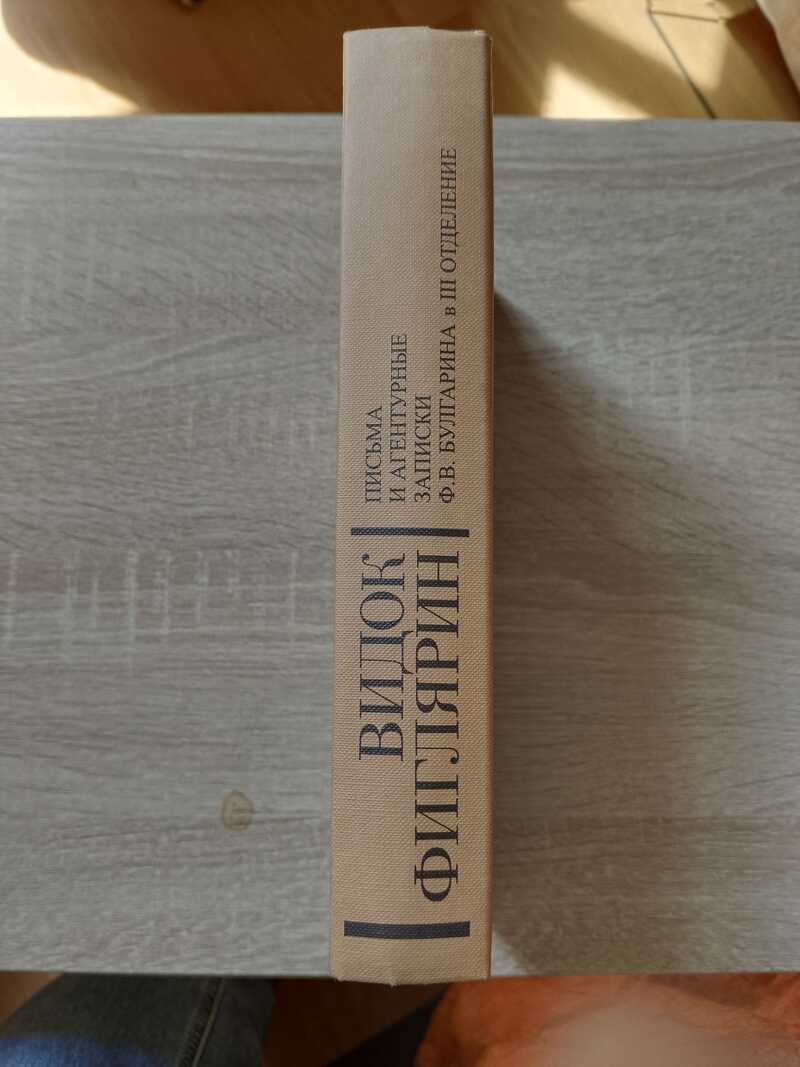 ВИДОК
ФИГЛЯРИН
ПИСЬМА
И АГЕНТУРНЫЕ
ЗАПИСКИ
Ф.В. БУЛГАРИНА в III ОТДЕЛЕНИЕ